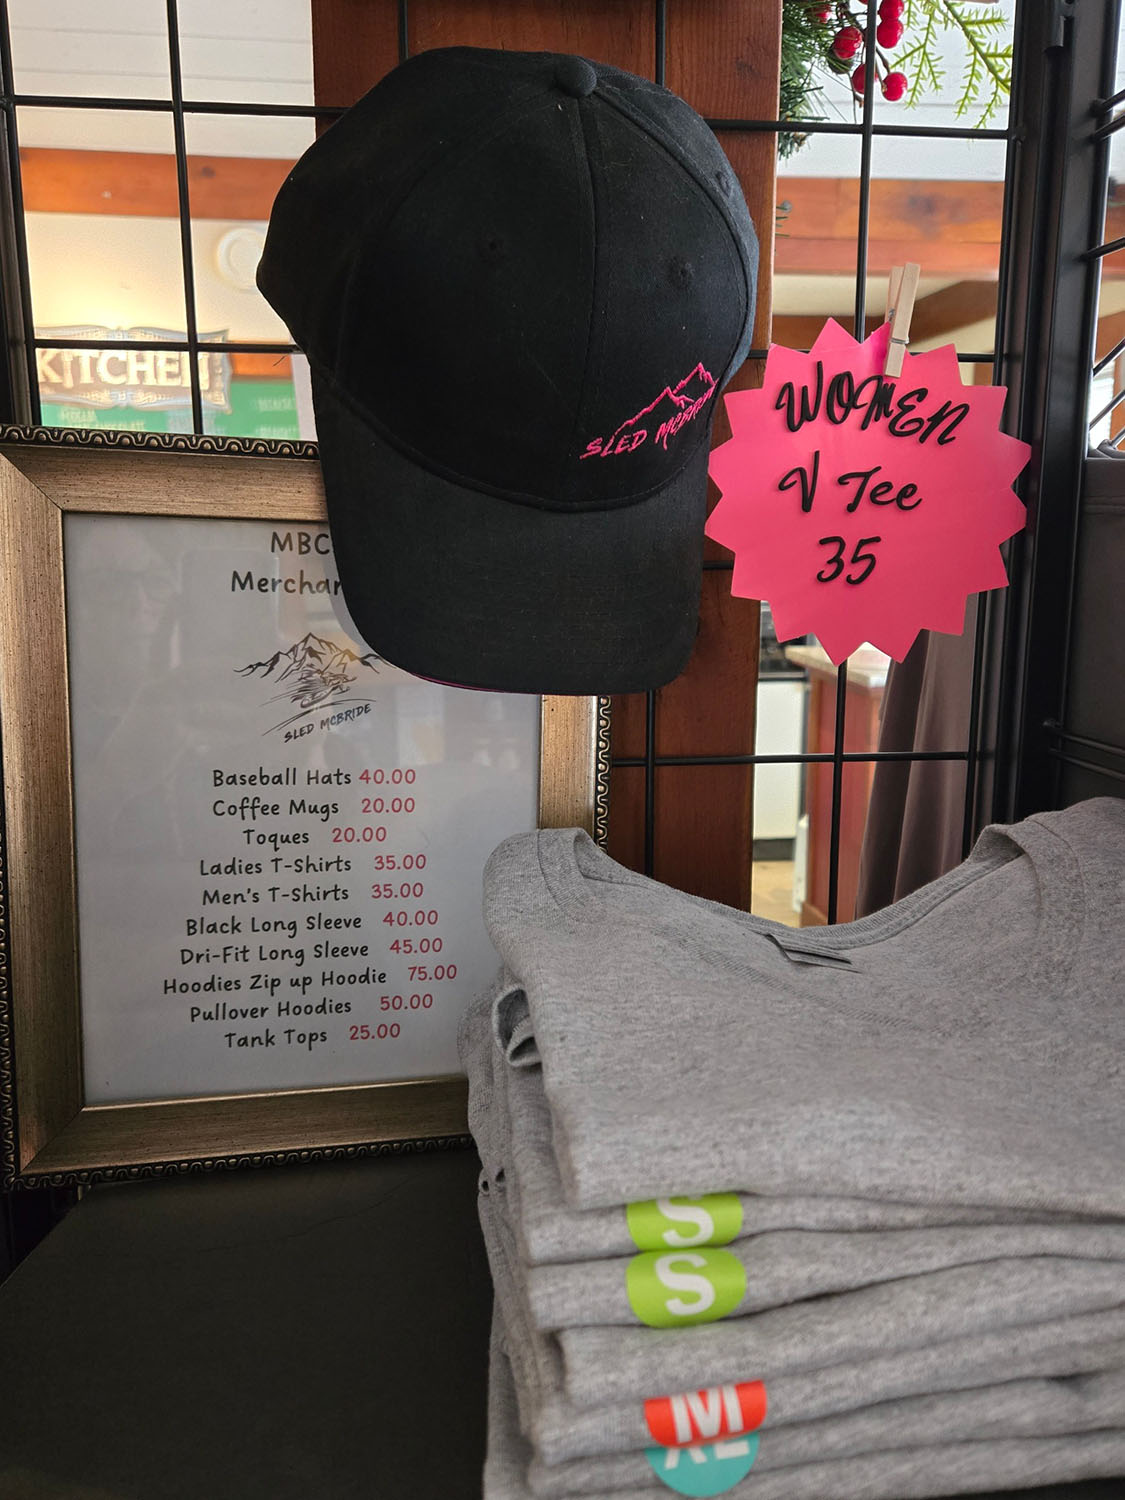 KITCHEN
SLED MCBRIDE
WOMEN
V Tee
35
MBC
Merchan
SLED MCBRIDE
Baseball Hats 40.00
Coffee Mugs 20.00
Toques 20.00
Ladies T-Shirts 35.00
Men's T-Shirts 35.00
Black Long Sleeve 40.00
Dri-Fit Long Sleeve 45.00
Hoodies Zip up Hoodie 75.00
Pullover Hoodies 50.00
Tank Tops 25.00
S
S
M
XL